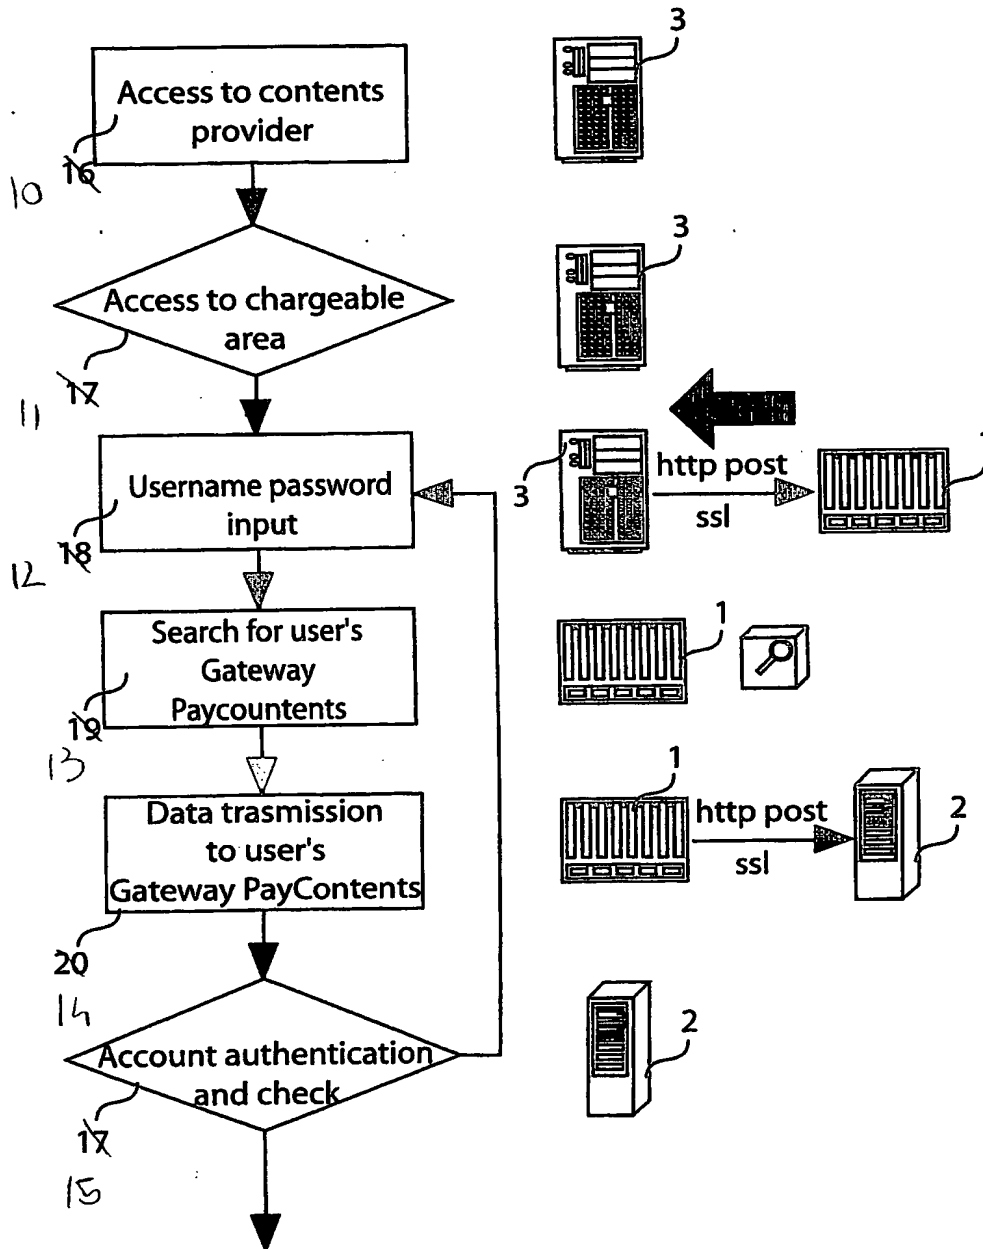 3
Access to contents
provider
16
10
3
Access to chargeable
area
17
11
3
http post
ssl
Username password
input
18
12
1
Search for user's
Gateway
Paycountents
19
13
1
Data trasmission
to user's
Gateway PayContents
http post
ssl
2
20
14
2
Account authentication
and check
17
15